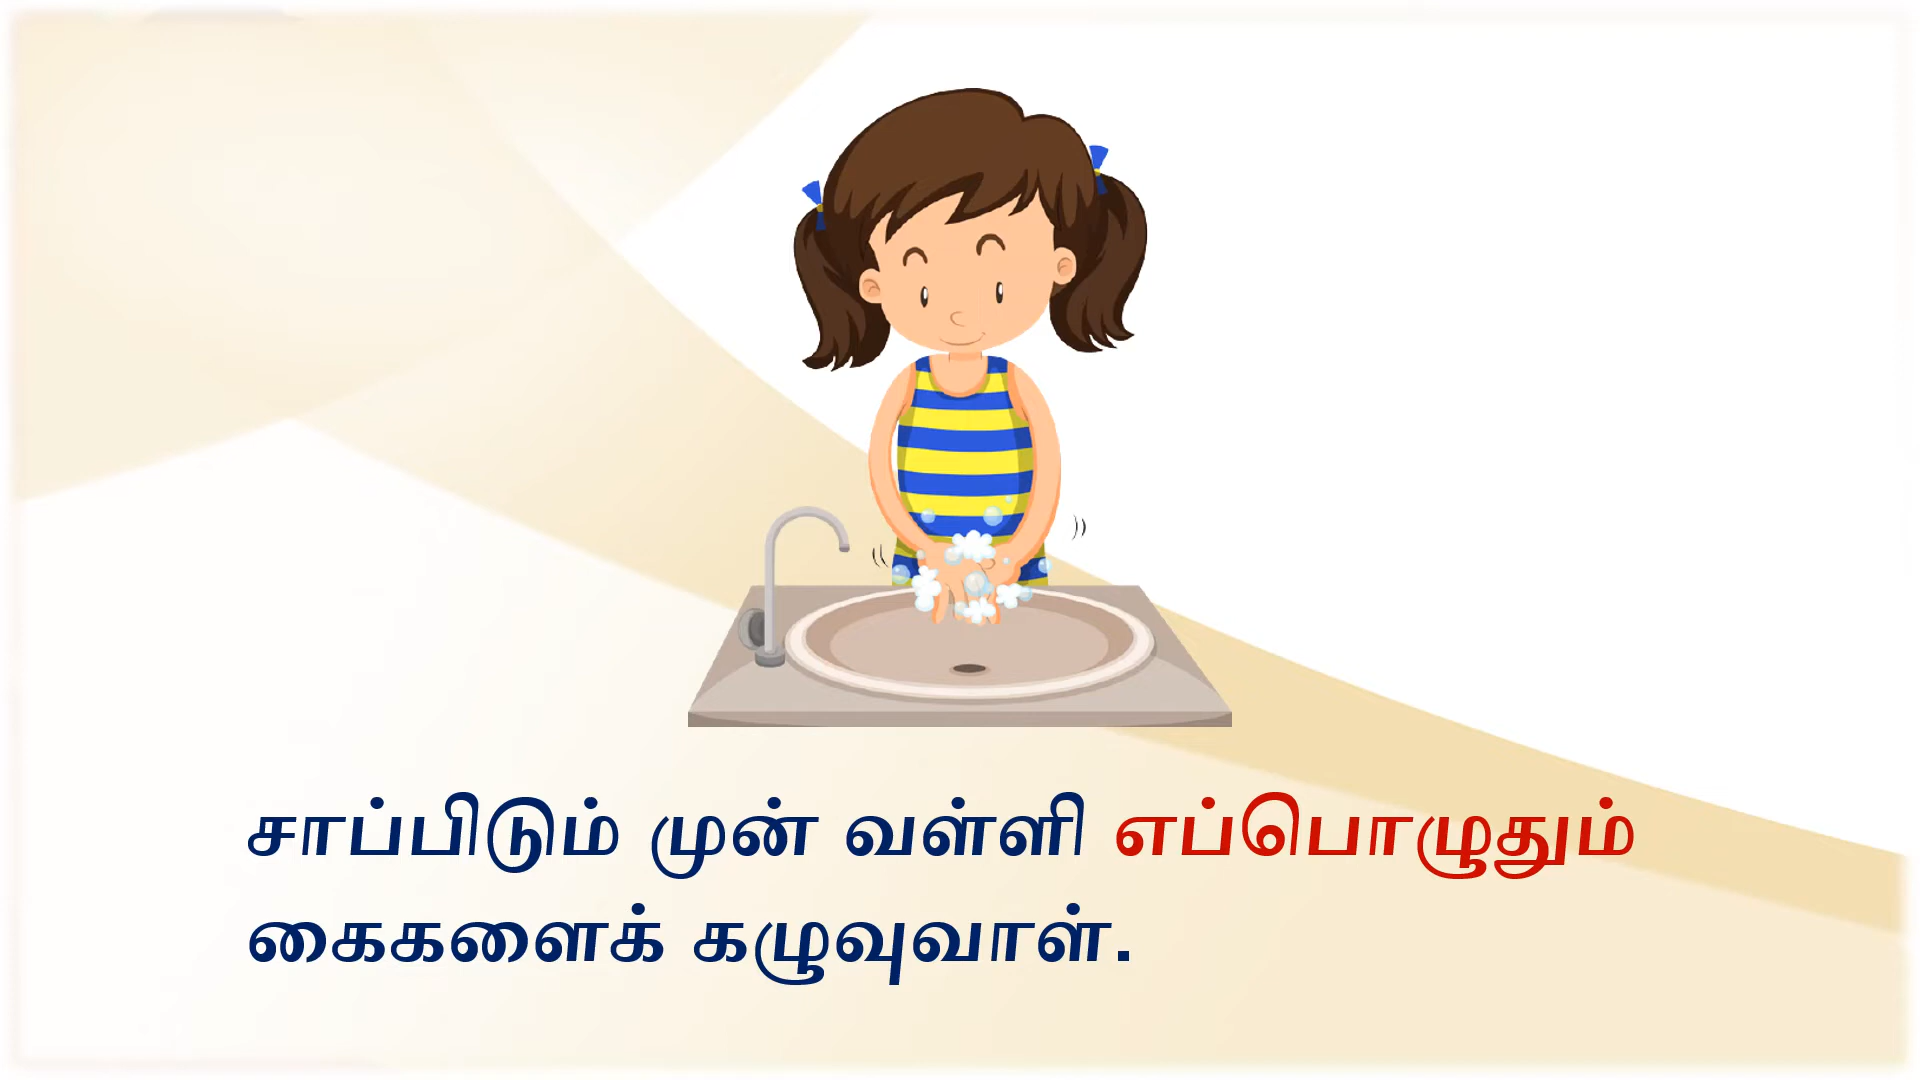 சாப்பிடும் முன் வள்ளி எப்பொழுதும்
கைகளைக் கழுவுவாள்.